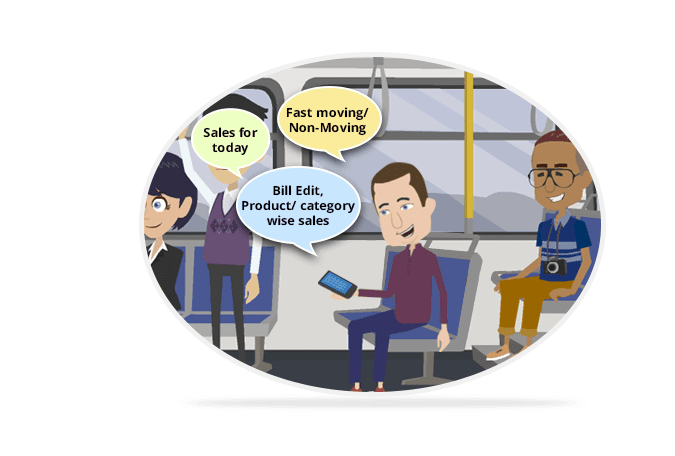 Fast moving/
Non-Moving
Sales for
today
Bill Edit,
Product/ category
wise sales